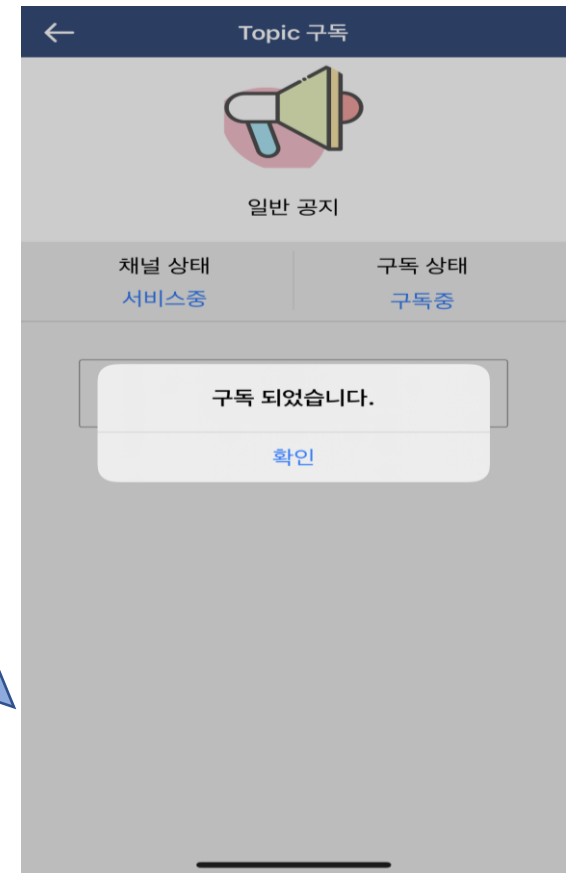 Topic 구독
일반 공지
채널 상태
구독 상태
서비스중
구독중
구독 되었습니다.
확인